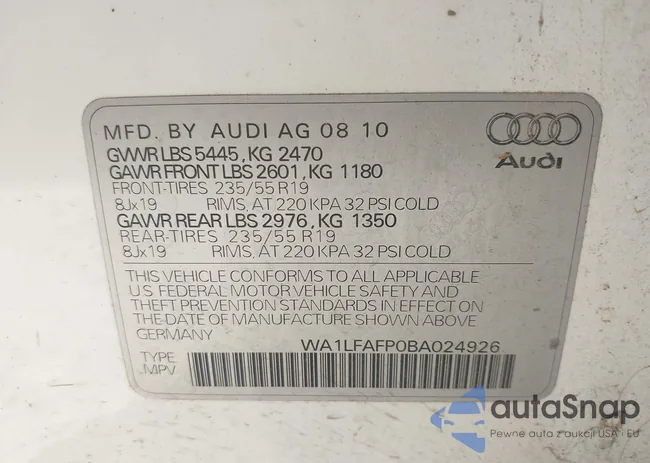 MFD. BY AUDI AG 08 10
Audi
GVWR LBS 5445, KG 2470
GAWR FRONT LBS 2601, KG 1180
FRONT-TIRES 235/55 R19
8Jx19 RIMS, AT 220 KPA 32 PSI COLD
GAWR REAR LBS 2976, KG 1350
REAR-TIRES 235/55 R19
8Jx19 RIMS, AT 220 KPA 32 PSI COLD
THIS VEHICLE CONFORMS TO ALL APPLICABLE
U.S. FEDERAL MOTOR VEHICLE SAFETY AND
THEFT PREVENTION STANDARDS IN EFFECT ON
THE DATE OF MANUFACTURE SHOWN ABOVE
GERMANY
WA1LFAFP0BA024926
TYPE
MPV
autoSnap
Pewne auta z aukcji USA i EU